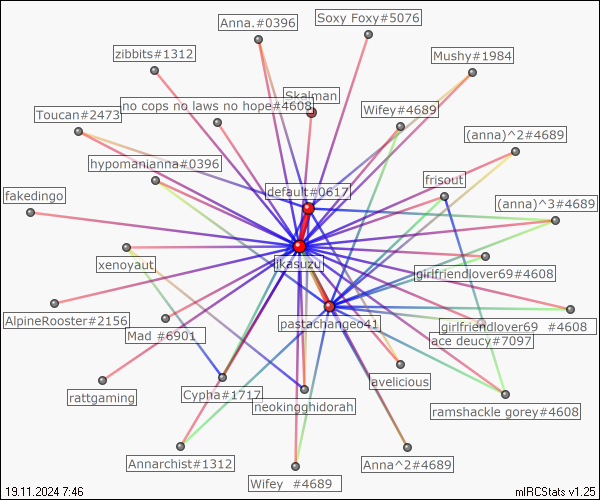 Soxy Foxy#5076
Anna.#0396
zibbits#1312
Mushy#1984
Skalman
no cops no laws no hope#4608
Wifey#4689
Toucan#2473
(anna)^2#4689
hypomanianna#0396
frisout
default#0617
fakedingo
(anna)^3#4689
ikasuzu
xenoyaut
girlfriendlover69#4608
AlpineRooster#2156
pastachangeo41
girlfriendlover69 #4608
Mad #6901
ace deucy#7097
avelicious
rattgaming
Cypha#1717
neokingghidorah
ramshackle gorey#4608
Annarchist#1312
Anna^2#4689
Wifey #4689
19.11.2024 7:46
mIRCStats v1.25